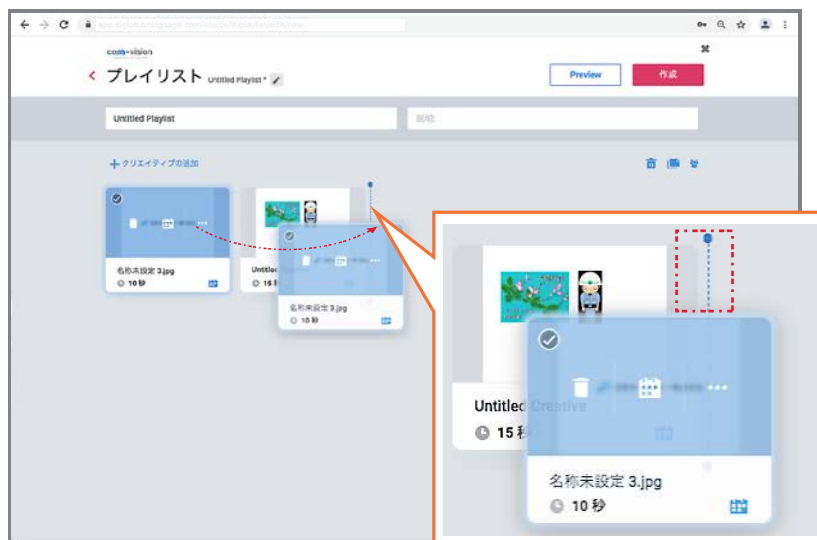 com-vision
プレイリスト Untitled Playlist *
Preview
作成
Untitled Playlist
説明
クリエイティブの追加
名称未設定 3.jpg
10 秒
Untitled
15 秒
名称未設定 3.jpg
10 秒
Untitled Creative
15 秒
名称未設定 3.jpg
10 秒